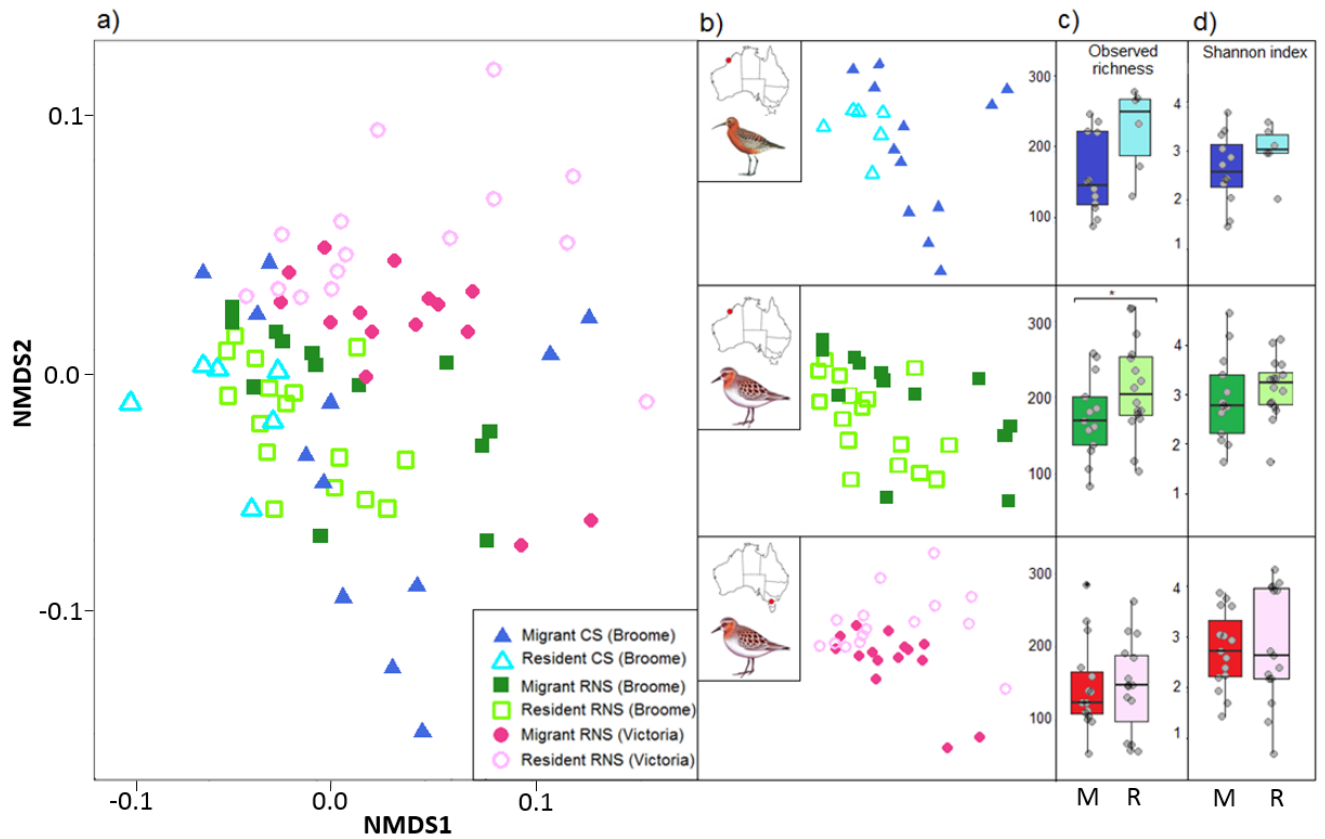 a)
b)
c)
d)
NMDS2
0.1
0.0
-0.1
-0.1
0.0
0.1
NMDS1
Migrant CS (Broome)
Resident CS (Broome)
Migrant RNS (Broome)
Resident RNS (Broome)
Migrant RNS (Victoria)
Resident RNS (Victoria)
Observed
richness
300
200
100
300
200
100
*
300
200
100
M R
Shannon index
4
3
2
1
4
3
2
1
4
3
2
1
M R